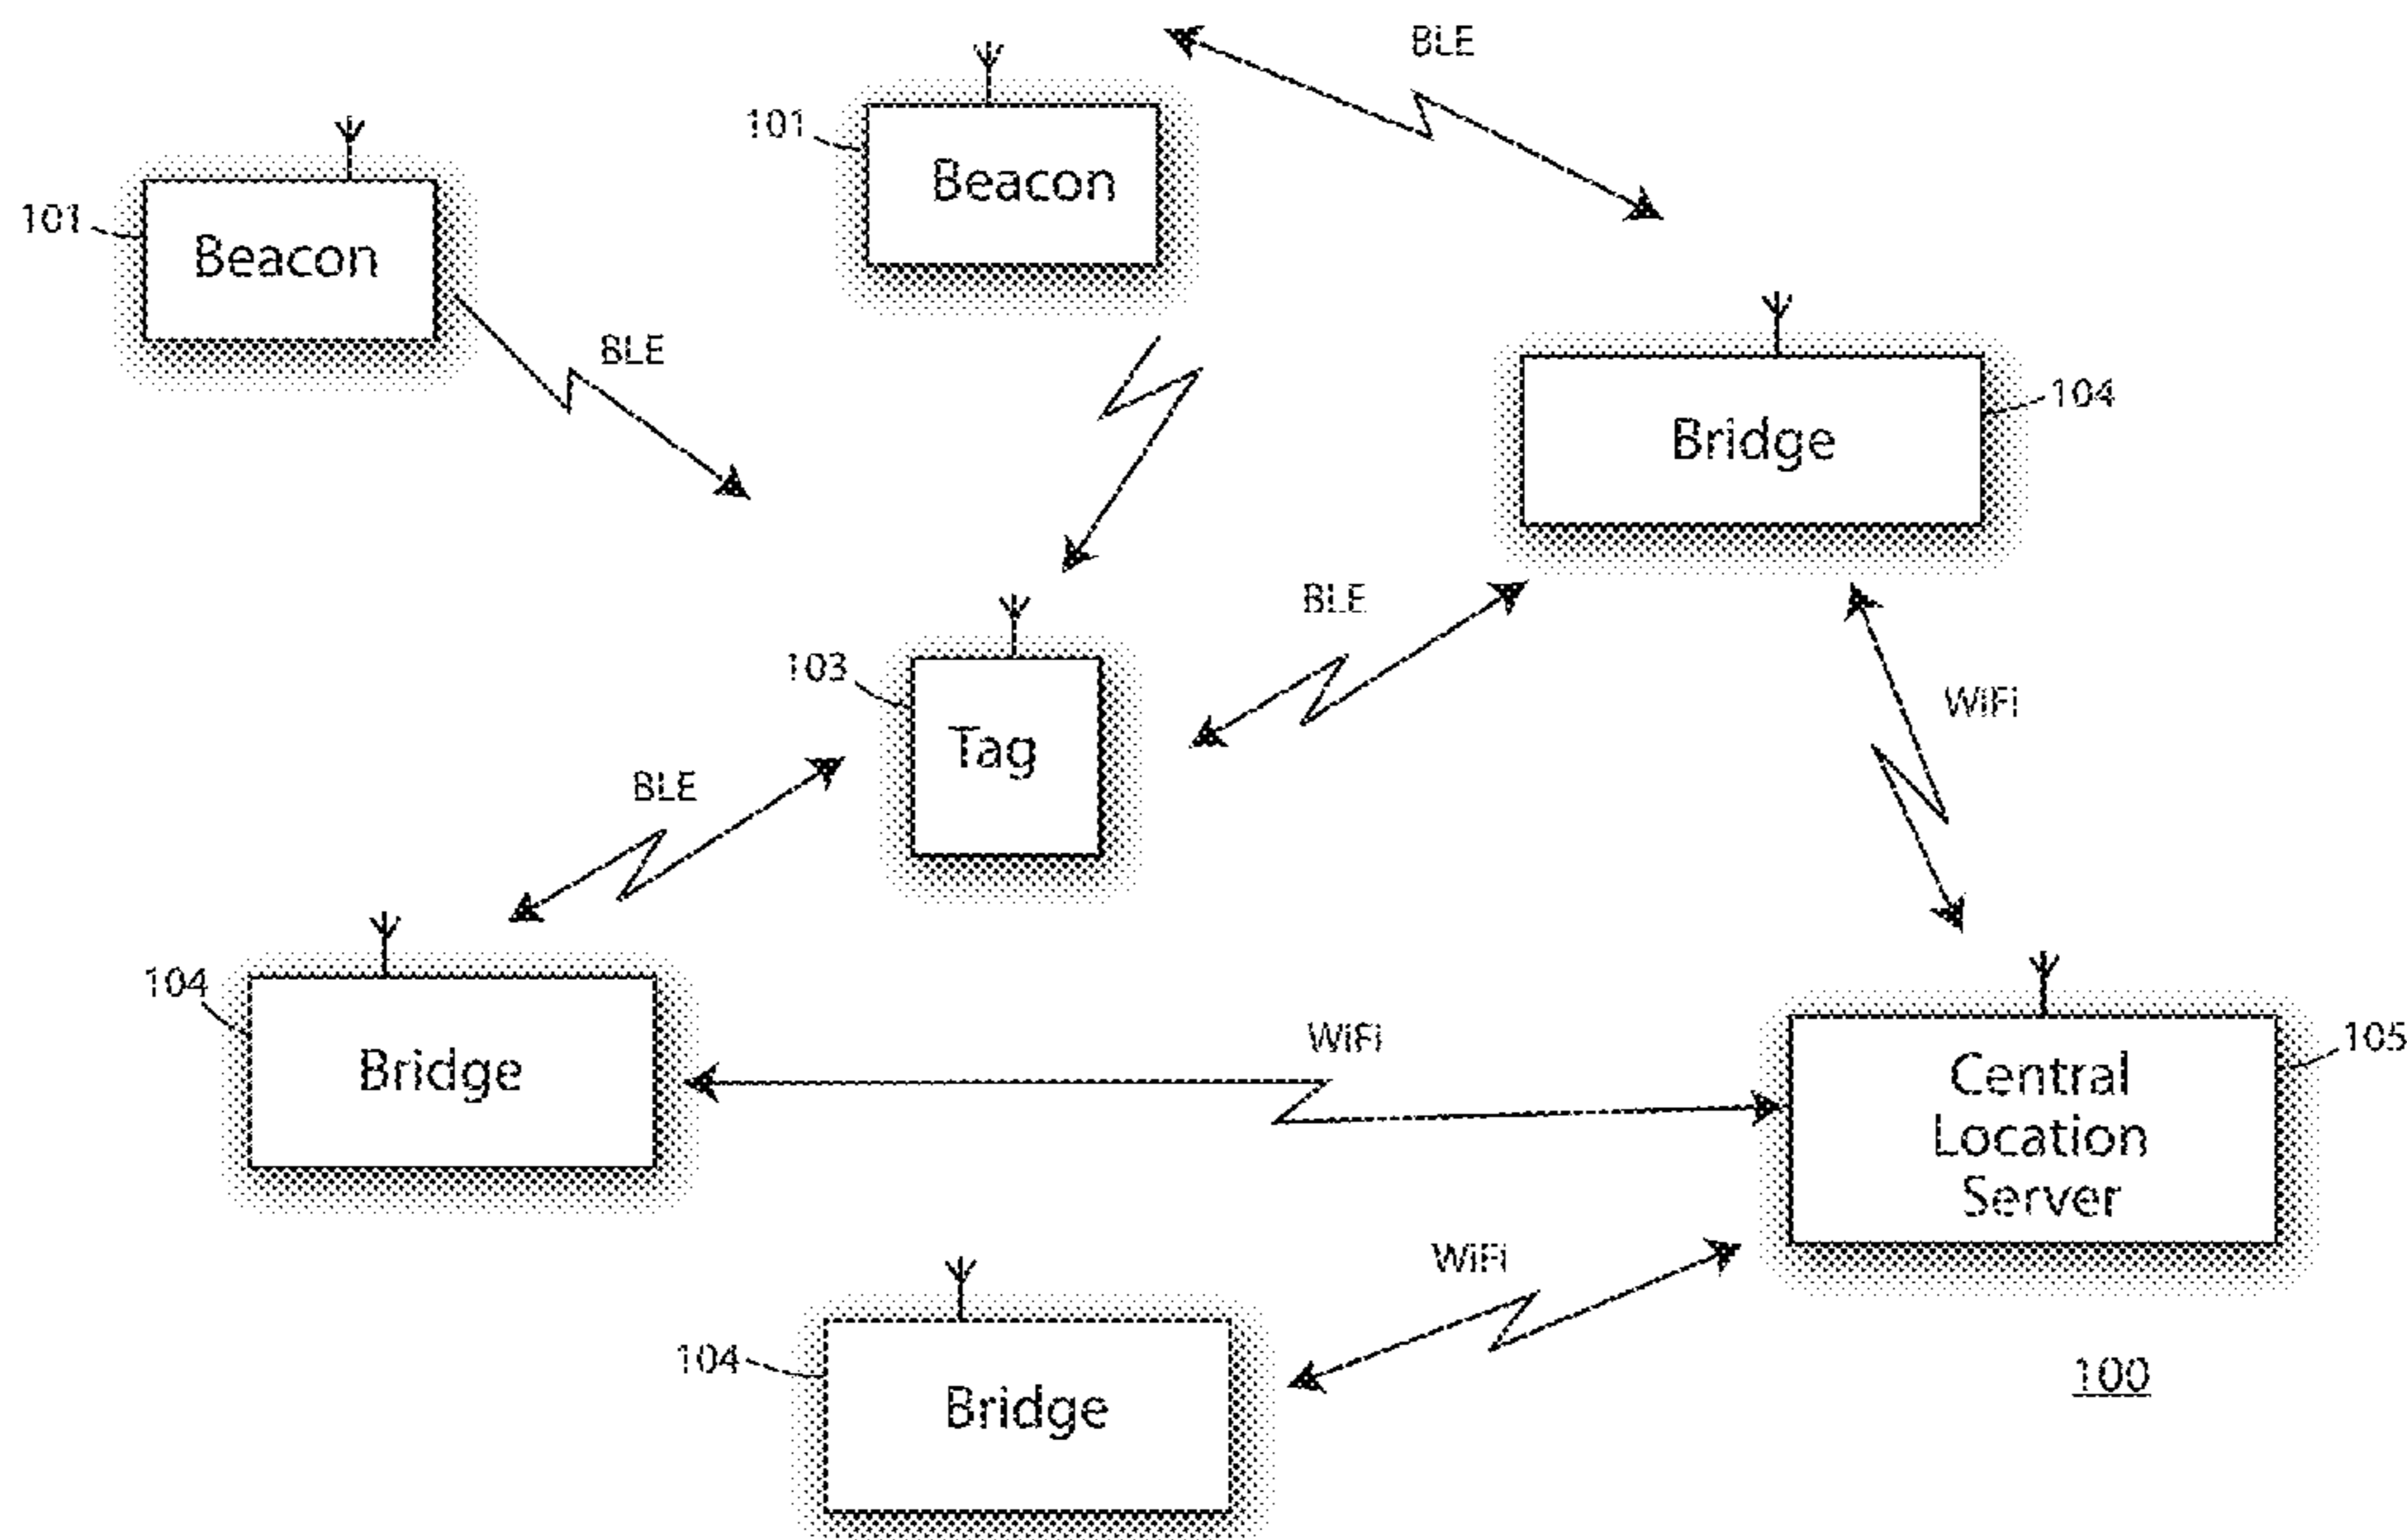 BLE
101
Beacon
101
Beacon
BLE
104
Bridge
BLE
103
Tag
WiFi
BLE
104
Bridge
WiFi
105
Central
Location
Server
WiFi
104
Bridge
100